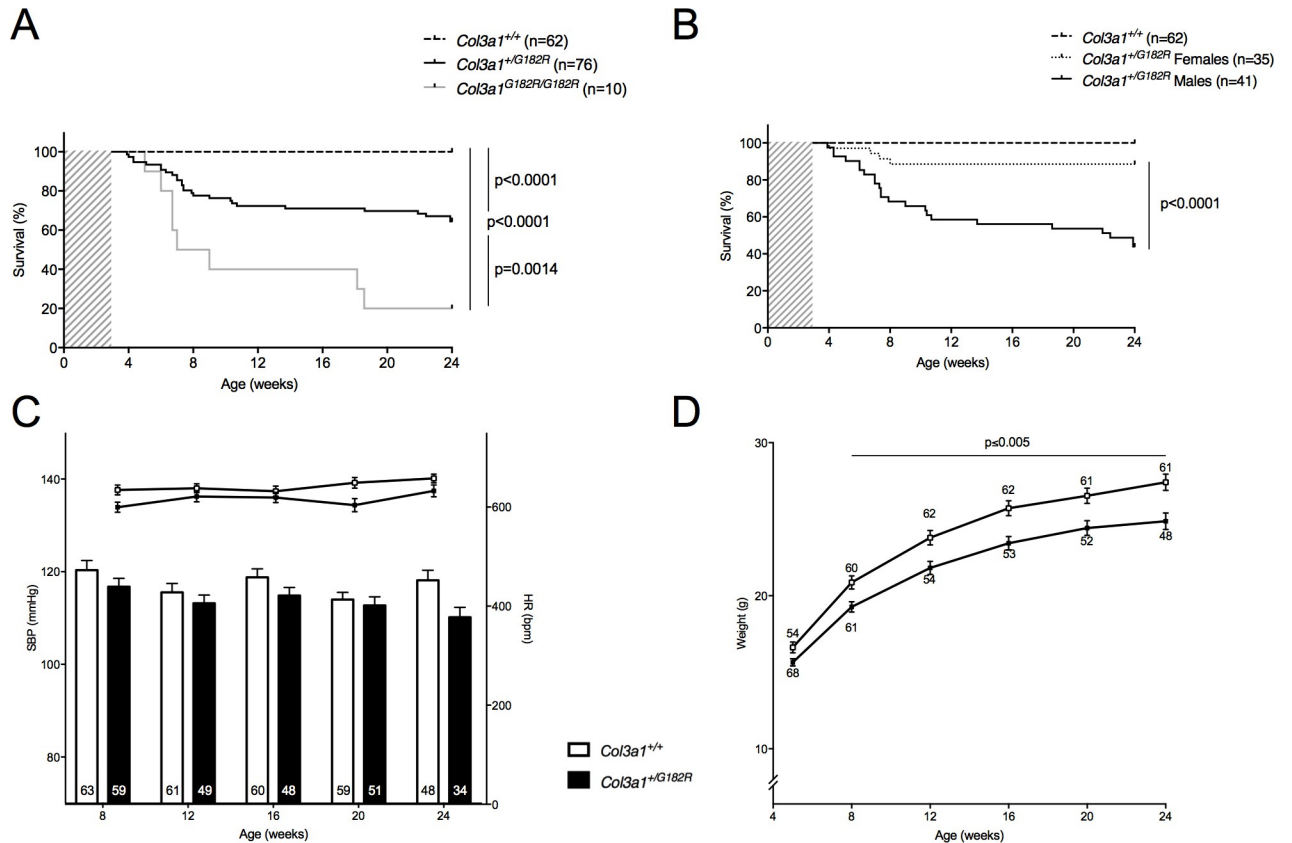 A
Col3a1+/+ (n=62)
Col3a1+/G182R (n=76)
Col3a1G182R/G182R (n=10)
100
80
60
40
20
0
Survival (%)
0 4 8 12 16 20 24
Age (weeks)
p<0.0001
p<0.0001
p=0.0014
B
Col3a1+/+ (n=62)
Col3a1+/G182R Females (n=35)
Col3a1+/G182R Males (n=41)
100
80
60
40
20
0
Survival (%)
0 4 8 12 16 20 24
Age (weeks)
p<0.0001
C
140
120
100
80
SBP (mmHg)
600
400
200
0
HR (bpm)
63 59 61 49 60 48 59 51 48 34
8 12 16 20 24
Age (weeks)
Col3a1+/+
Col3a1+/G182R
D
p≤0.005
30
20
10
Weight (g)
54 60 62 62 61 61
68 61 54 53 52 48
4 8 12 16 20 24
Age (weeks)